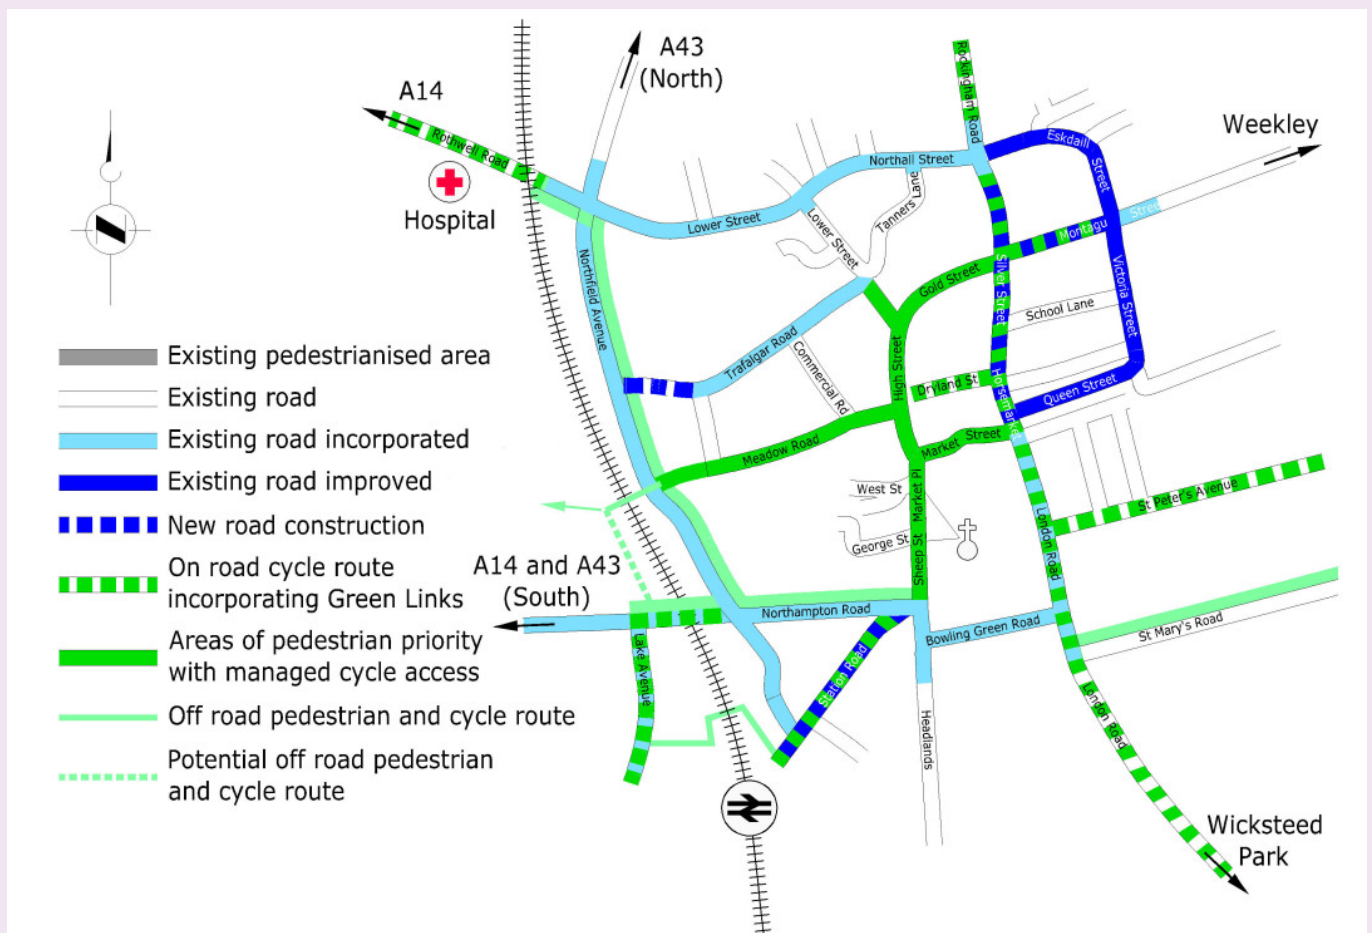 A43
(North)
A14
Rothwell Road
Hospital
Rockingham Road
Weekley
Eskdaill
Street
Northall Street
Tanners Lane
Lower Street
Lower Street
Montagu
Street
Gold Street
Silver Street
Victoria Street
School Lane
Northfield Avenue
Trafalgar Road
Commercial Rd
High Street
Dryland St
Horsemarket
Queen Street
Meadow Road
Market Street
West St
Market Pl
George St
Sheep St
St Peter's Avenue
London Road
A14 and A43
(South)
Northampton Road
Bowling Green Road
St Mary's Road
Lake Avenue
Station Road
Headlands
London Road
Wicksteed
Park
Existing pedestrianised area
Existing road
Existing road incorporated
Existing road improved
New road construction
On road cycle route
incorporating Green Links
Areas of pedestrian priority
with managed cycle access
Off road pedestrian and cycle route
Potential off road pedestrian
and cycle route